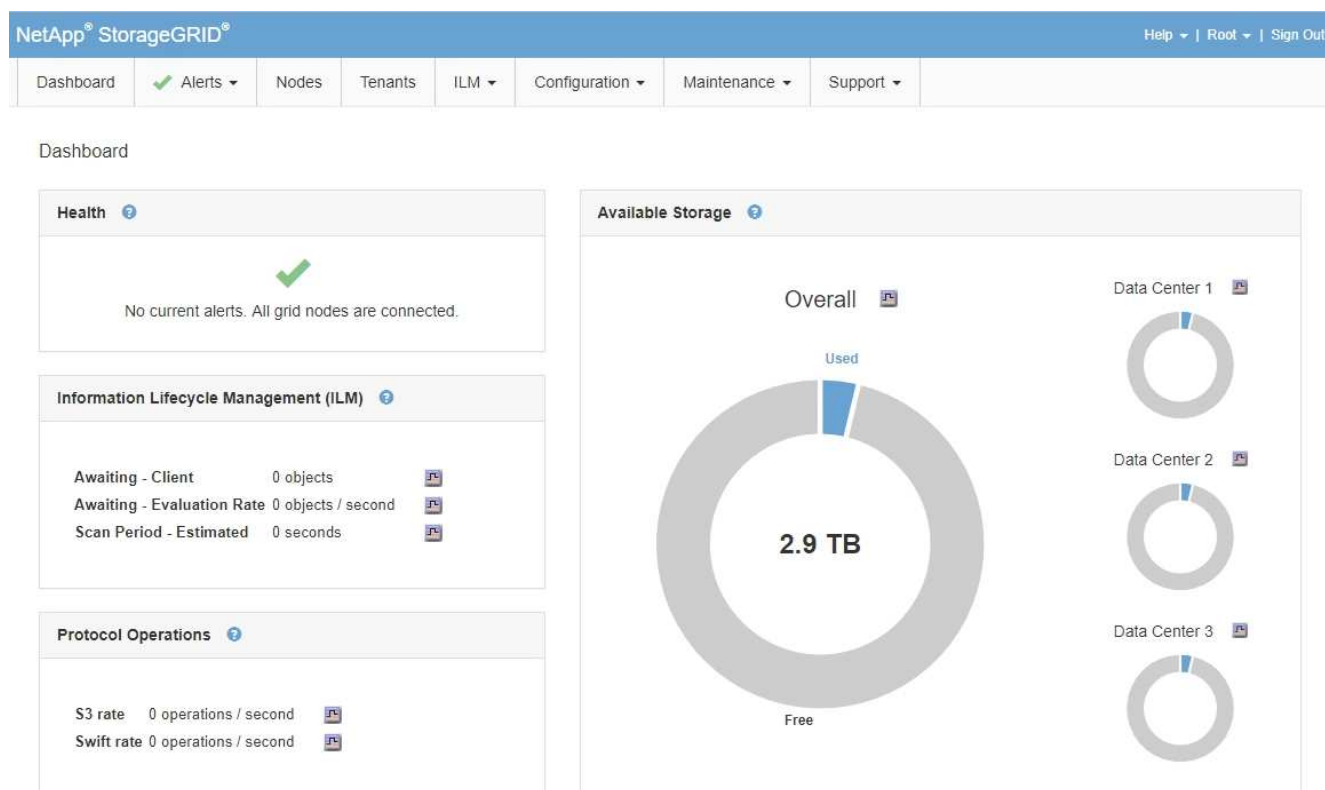 NetApp® StorageGRID®
Help | Root | Sign Out
Dashboard Alerts Nodes Tenants ILM Configuration Maintenance Support
Dashboard
Health ?
No current alerts. All grid nodes are connected.
Information Lifecycle Management (ILM) ?
Awaiting - Client 0 objects
Awaiting - Evaluation Rate 0 objects / second
Scan Period - Estimated 0 seconds
Protocol Operations ?
S3 rate 0 operations / second
Swift rate 0 operations / second
Available Storage ?
Overall
Used
2.9 TB
Free
Data Center 1
Data Center 2
Data Center 3